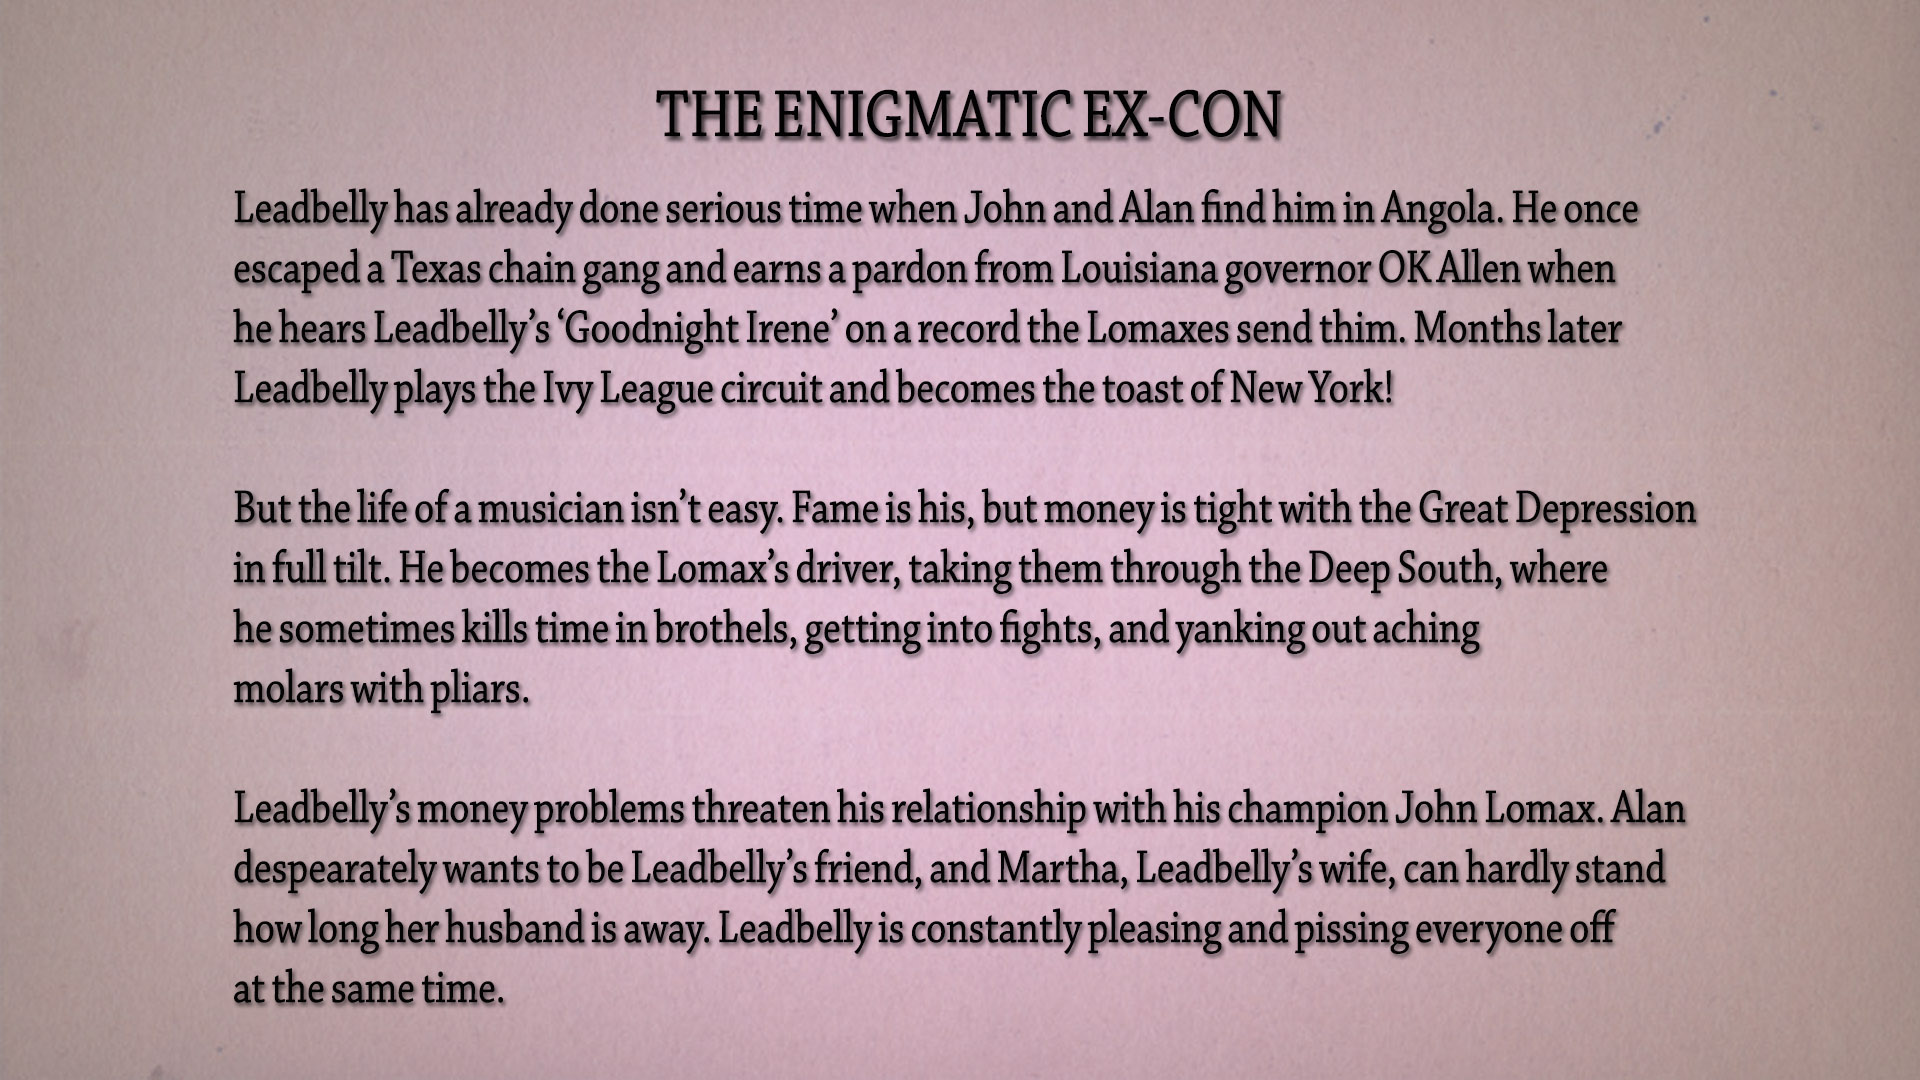 THE ENIGMATIC EX-CON
Leadbelly has already done serious time when John and Alan find him in Angola. He once
escaped a Texas chain gang and earns a pardon from Louisiana governor OK Allen when
he hears Leadbelly’s ‘Goodnight Irene’ on a record the Lomaxes send thim. Months later
Leadbelly plays the Ivy League circuit and becomes the toast of New York!
But the life of a musician isn’t easy. Fame is his, but money is tight with the Great Depression
in full tilt. He becomes the Lomax’s driver, taking them through the Deep South, where
he sometimes kills time in brothels, getting into fights, and yanking out aching
molars with pliars.
Leadbelly’s money problems threaten his relationship with his champion John Lomax. Alan
despearately wants to be Leadbelly’s friend, and Martha, Leadbelly’s wife, can hardly stand
how long her husband is away. Leadbelly is constantly pleasing and pissing everyone off
at the same time.